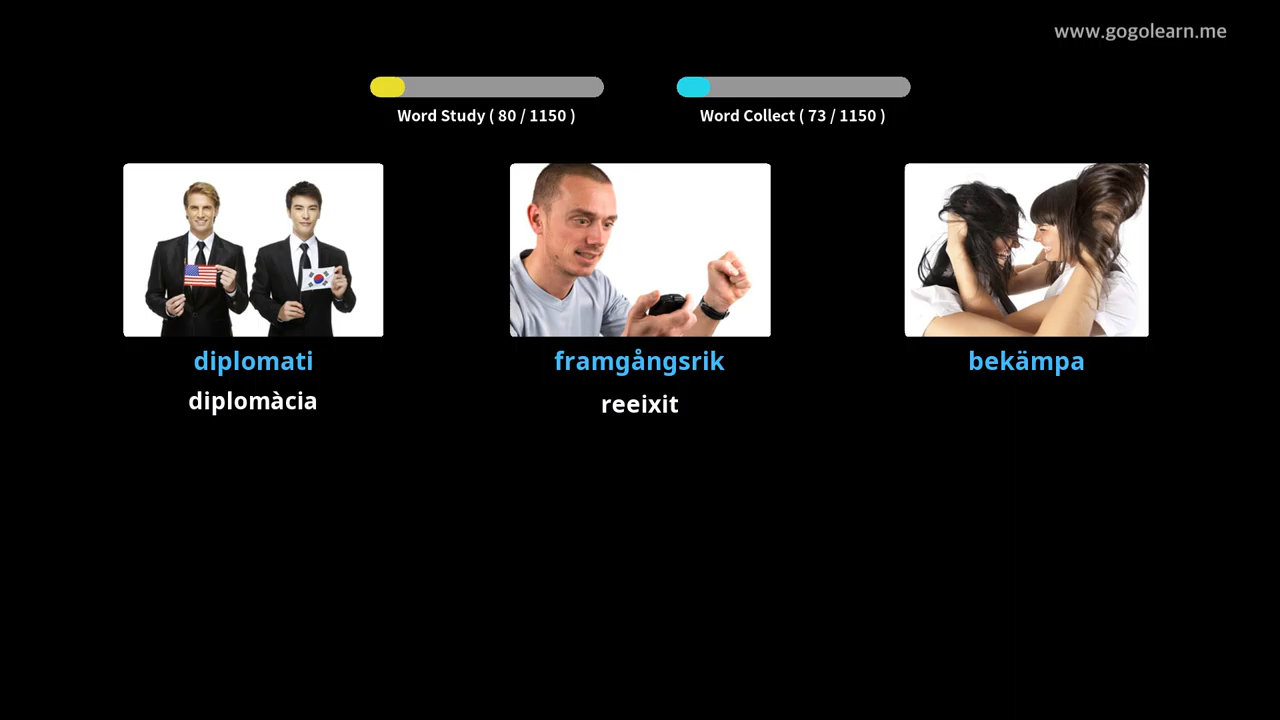 www.gogolearn.me
Word Study ( 80 / 1150 )
Word Collect ( 73 / 1150 )
diplomati
framgångsrik
bekämpa
diplomàcia
reeixit